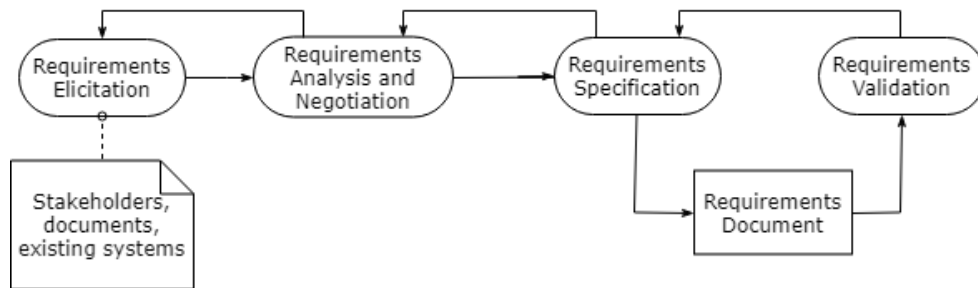 Requirements
Elicitation
Requirements
Analysis and
Negotiation
Requirements
Specification
Requirements
Validation
Stakeholders,
documents,
existing systems
Requirements
Document